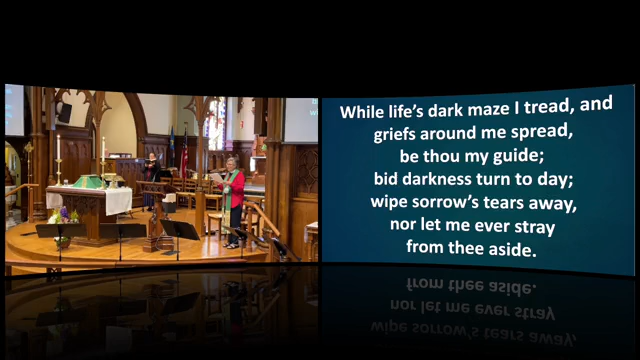 While life's dark maze I tread, and
griefs around me spread,
be thou my guide;
bid darkness turn to day;
wipe sorrow's tears away,
nor let me ever stray
from thee aside.